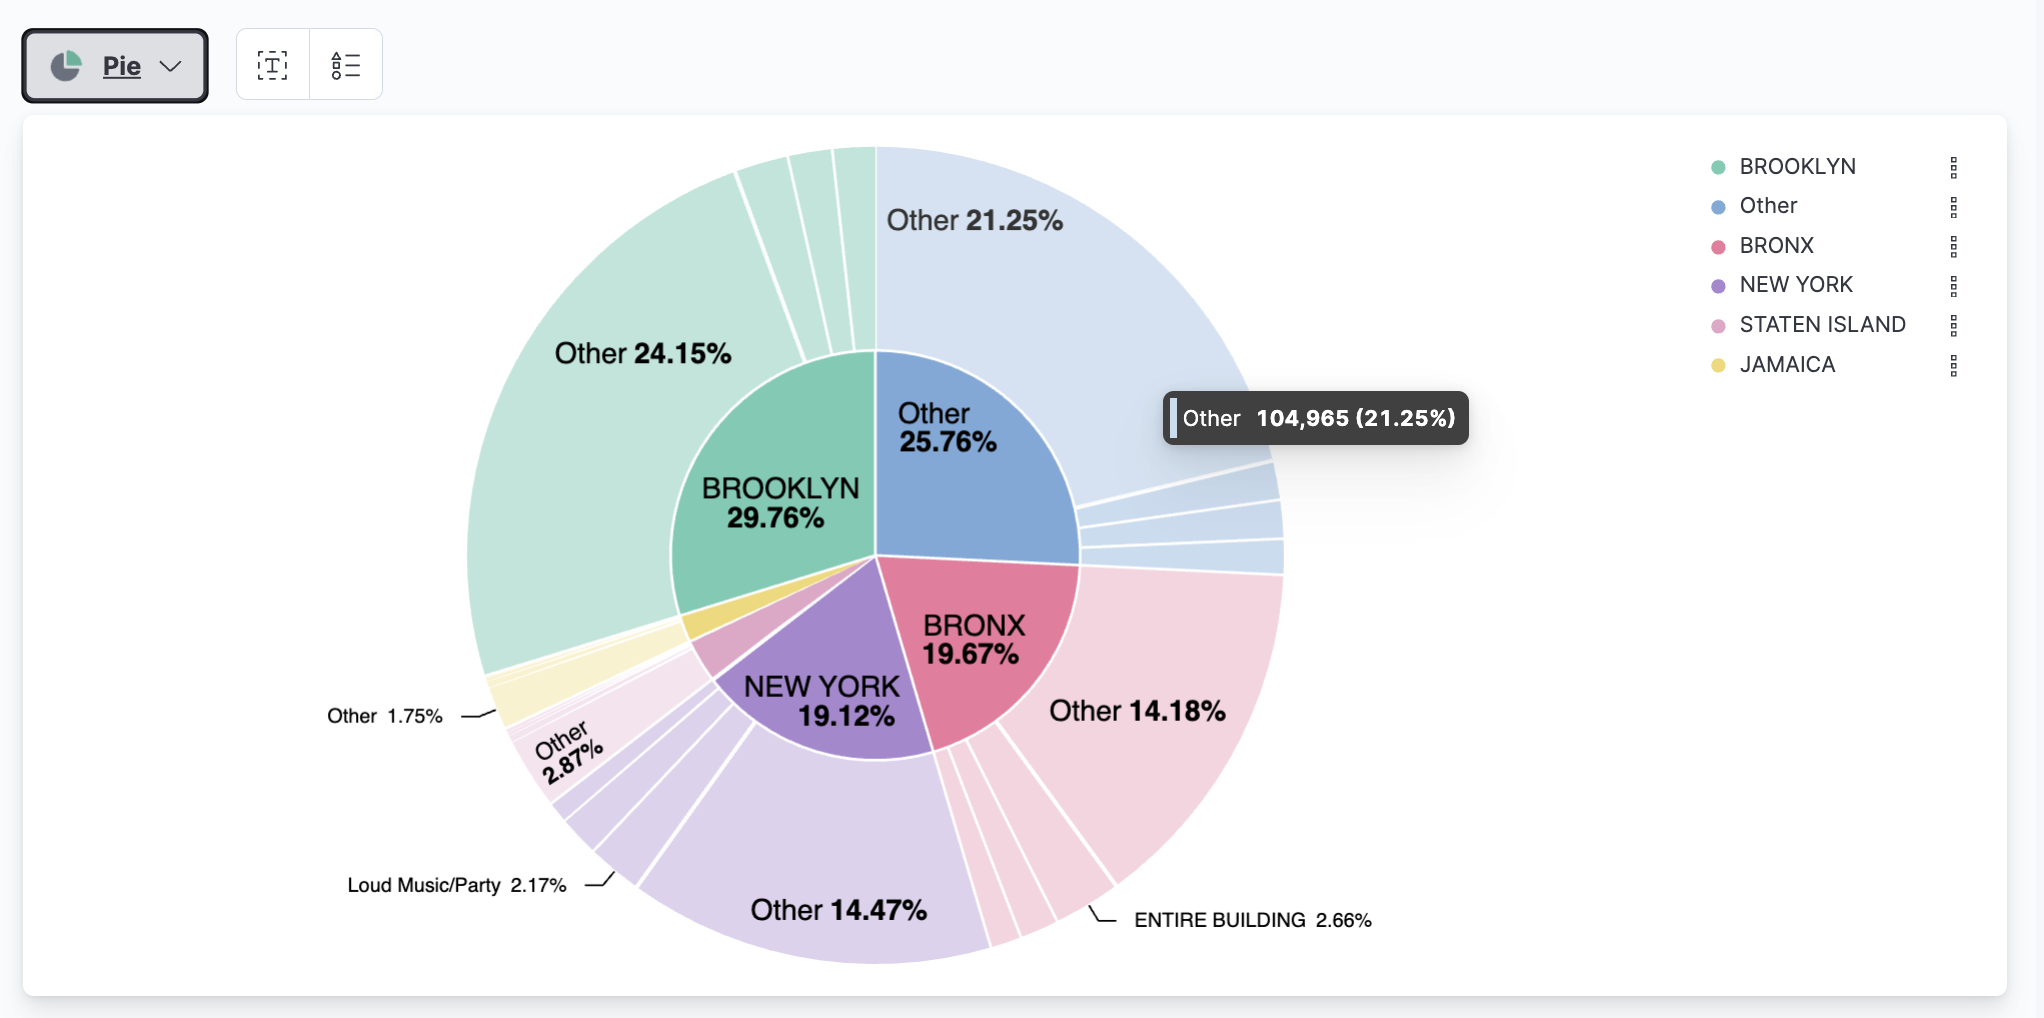 Pie
T
BROOKLYN
Other
BRONX
NEW YORK
STATEN ISLAND
JAMAICA
Other 21.25%
Other 24.15%
Other
25.76%
Other 104,965 (21.25%)
BROOKLYN
29.76%
BRONX
19.67%
NEW YORK
19.12%
Other 14.18%
Other 1.75%
Other
2.87%
Loud Music/Party 2.17%
Other 14.47%
ENTIRE BUILDING 2.66%